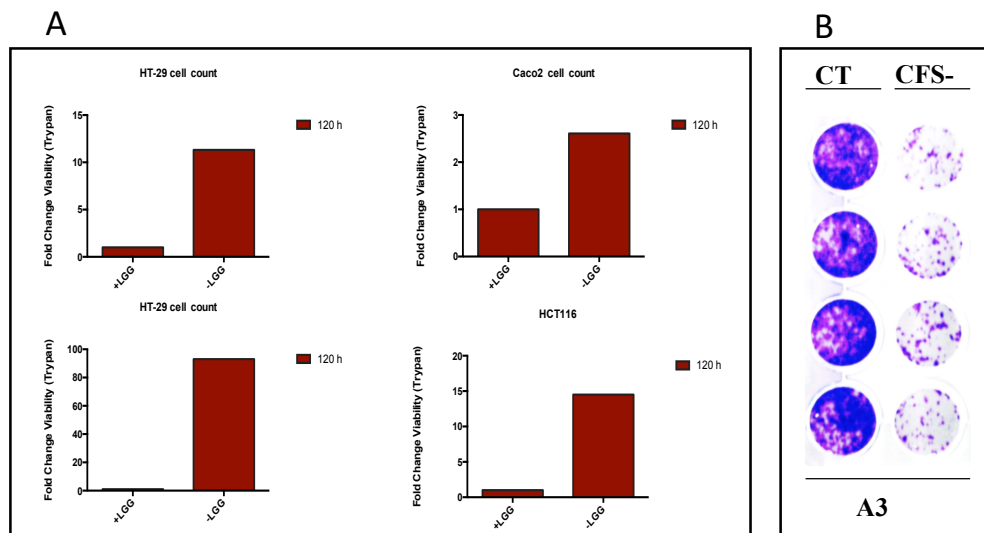 A
HT-29 cell count
Fold Change Viability (Trypan)
15
10
5
0
+LGG
-LGG
120 h
Caco2 cell count
Fold Change Viability (Trypan)
3
2
1
0
+LGG
-LGG
120 h
HT-29 cell count
Fold Change Viability (Trypan)
100
80
60
40
20
0
+LGG
-LGG
120 h
HCT116
Fold Change Viability (Trypan)
20
15
10
5
0
+LGG
-LGG
120 h
B
CT CFS-
A3